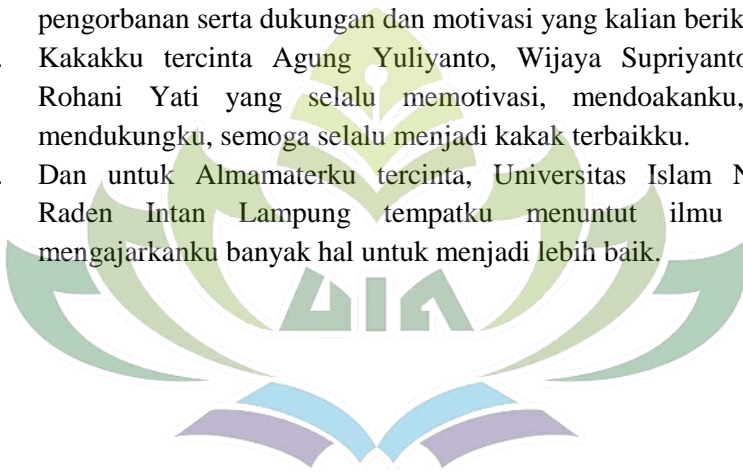 pengorbanan serta dukungan dan motivasi yang kalian berik
. Kakakku tercinta Agung Yuliyanto, Wijaya Supriyanto
Rohani Yati yang selalu memotivasi, mendoakanku,
mendukungku, semoga selalu menjadi kakak terbaikku.
. Dan untuk Almamaterku tercinta, Universitas Islam N
Raden Intan Lampung tempatku menuntut ilmu
mengajarkanku banyak hal untuk menjadi lebih baik.
UIN